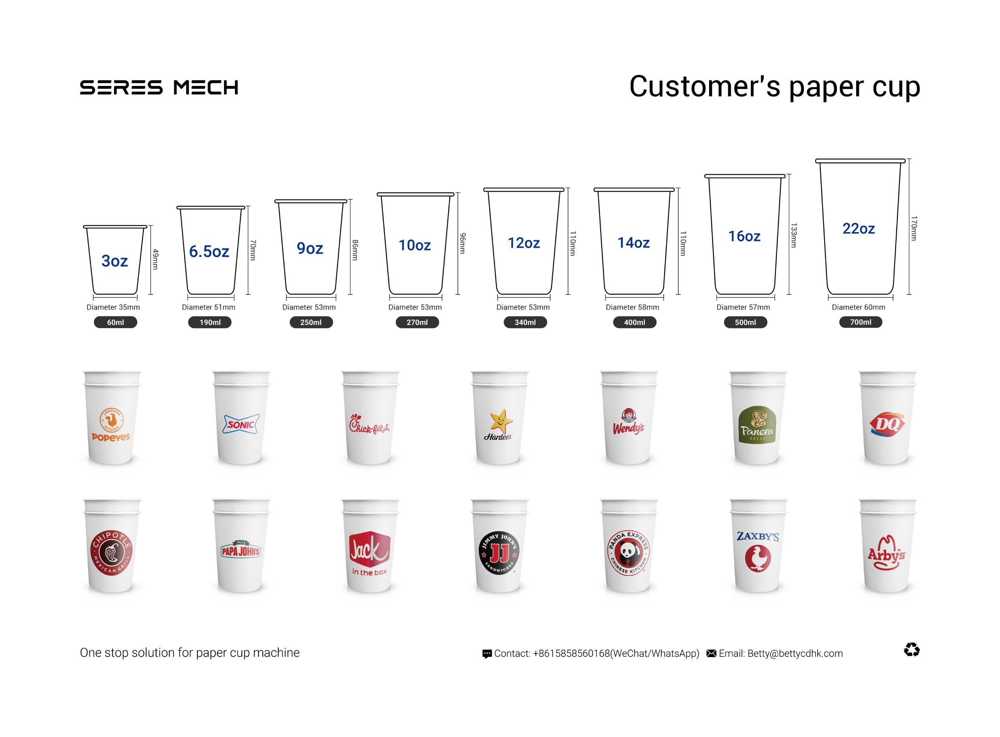 SERES MECH
Customer's paper cup
3oz
6.5oz
9oz
10oz
12oz
14oz
16oz
22oz
49mm
70mm
86mm
96mm
110mm
110mm
133mm
170mm
Diameter 35mm
Diameter 51mm
Diameter 53mm
Diameter 53mm
Diameter 53mm
Diameter 58mm
Diameter 57mm
Diameter 60mm
60ml
190ml
250ml
270ml
340ml
400ml
500ml
700ml
LOUISIANA
KITCHEN
POPEYES
SONIC
Chick-fil-A
Hardee's
Wendy's
Panera
BREAD
DQ
CHIPOTLE
MEXICAN GRILL
PIZZA
PAPA JOHN'S
Jack
in the box
JIMMY JOHN'S
JJ
SANDWICHES
PANDA EXPRESS
CHINESE KITCHEN
ZAXBY'S
Arby's
One stop solution for paper cup machine
Contact: +8615858560168(WeChat/WhatsApp)
Email: Betty@bettycdhk.com